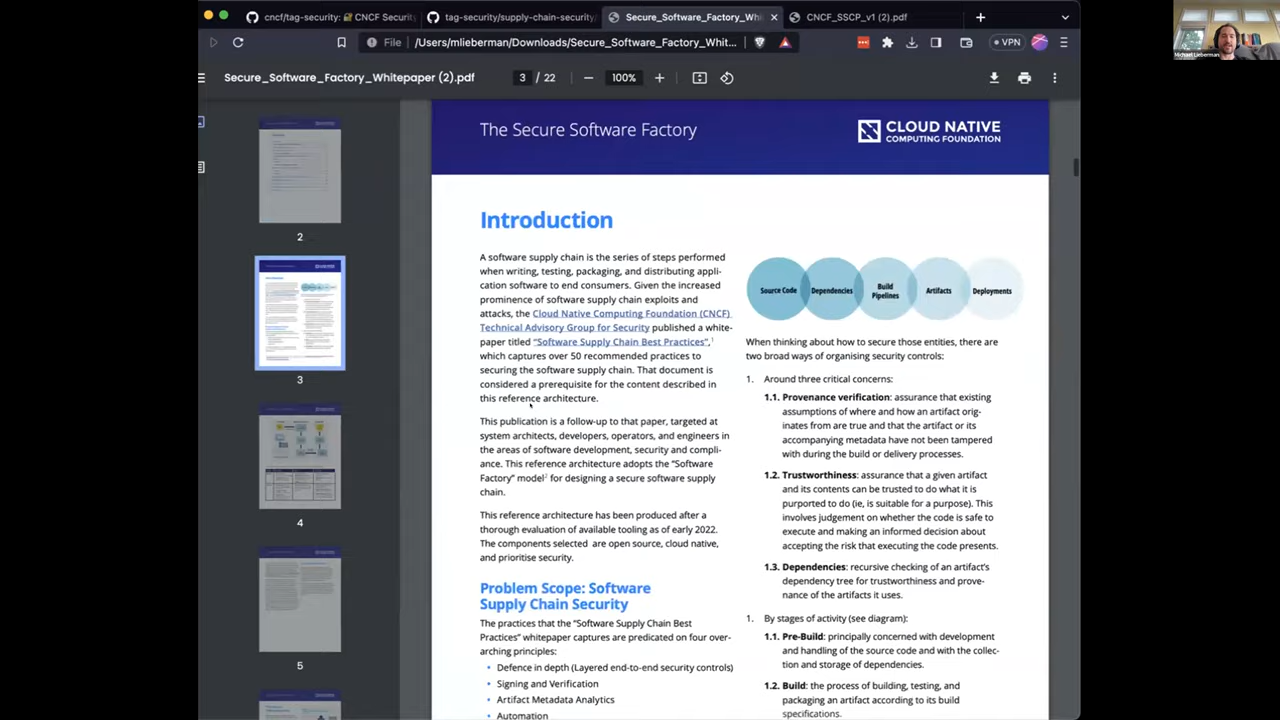 cncf/tag-security: 🔐 CNCF Securit
tag-security/supply-chain-security
Secure_Software_Factory_Whi
CNCF_SSCP_v1 (2).pdf
File
/Users/mlieberman/Downloads/Secure_Software_Factory_Whit...
VPN
Michael Lieberman
Secure_Software_Factory_Whitepaper (2).pdf
3 / 22
100%
2
3
4
5
The Secure Software Factory
CLOUD NATIVE
COMPUTING FOUNDATION
Introduction
A software supply chain is the series of steps performed
when writing, testing, packaging, and distributing appli-
cation software to end consumers. Given the increased
prominence of software supply chain exploits and
attacks, the Cloud Native Computing Foundation (CNCF)
Technical Advisory Group for Security published a white-
paper titled “Software Supply Chain Best Practices”,¹
which captures over 50 recommended practices to
securing the software supply chain. That document is
considered a prerequisite for the content described in
this reference architecture.
This publication is a follow-up to that paper, targeted at
system architects, developers, operators, and engineers in
the areas of software development, security and compli-
ance. This reference architecture adopts the “Software
Factory” model² for designing a secure software supply
chain.
This reference architecture has been produced after a
thorough evaluation of available tooling as of early 2022.
The components selected are open source, cloud native,
and prioritise security.
Problem Scope: Software
Supply Chain Security
The practices that the “Software Supply Chain Best
Practices” whitepaper captures are predicated on four over-
arching principles:
• Defence in depth (Layered end-to-end security controls)
• Signing and Verification
• Artifact Metadata Analytics
• Automation
Source Code
Dependencies
Build
Pipelines
Artifacts
Deployments
When thinking about how to secure those entities, there are
two broad ways of organising security controls:
1. Around three critical concerns:
1.1. Provenance verification: assurance that existing
assumptions of where and how an artifact orig-
inates from are true and that the artifact or its
accompanying metadata have not been tampered
with during the build or delivery processes.
1.2. Trustworthiness: assurance that a given artifact
and its contents can be trusted to do what it is
purported to do (ie, is suitable for a purpose). This
involves judgement on whether the code is safe to
execute and making an informed decision about
accepting the risk that executing the code presents.
1.3. Dependencies: recursive checking of an artifact’s
dependency tree for trustworthiness and prove-
nance of the artifacts it uses.
1. By stages of activity (see diagram):
1.1. Pre-Build: principally concerned with development
and handling of the source code and with the collec-
tion and storage of dependencies.
1.2. Build: the process of building, testing, and
packaging an artifact according to its build
specifications.